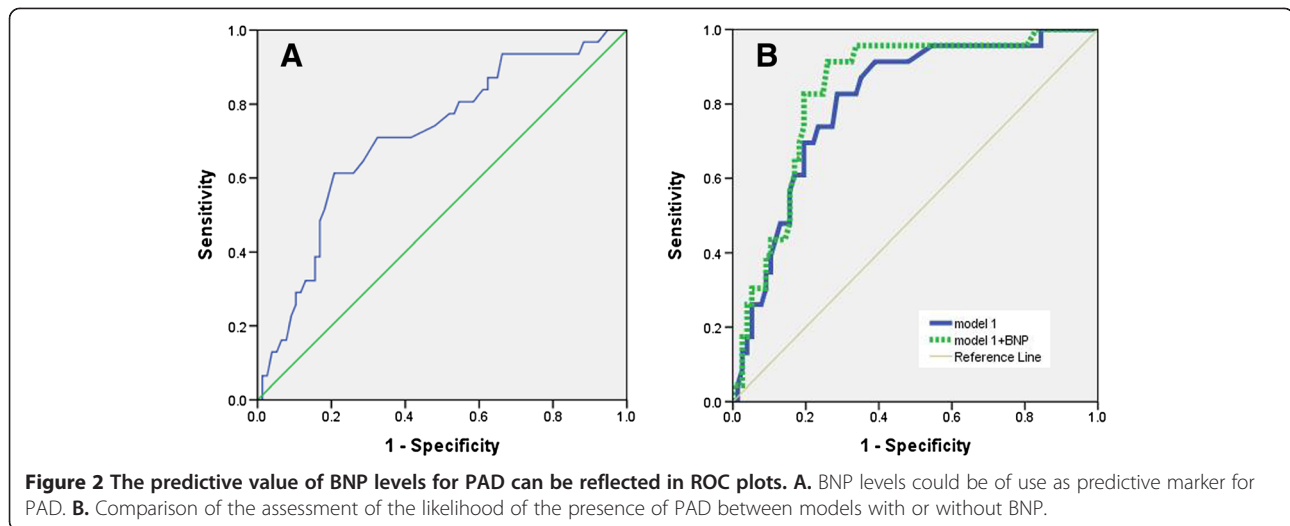 A
1.0
0.8
0.6
0.4
0.2
0.0
Sensitivity
0.0 0.2 0.4 0.6 0.8 1.0
1 - Specificity
B
1.0
0.8
0.6
0.4
0.2
0.0
Sensitivity
model 1
model 1+BNP
Reference Line
0.0 0.2 0.4 0.6 0.8 1.0
1 - Specificity
Figure 2 The predictive value of BNP levels for PAD can be reflected in ROC plots. A. BNP levels could be of use as predictive marker for
PAD. B. Comparison of the assessment of the likelihood of the presence of PAD between models with or without BNP.